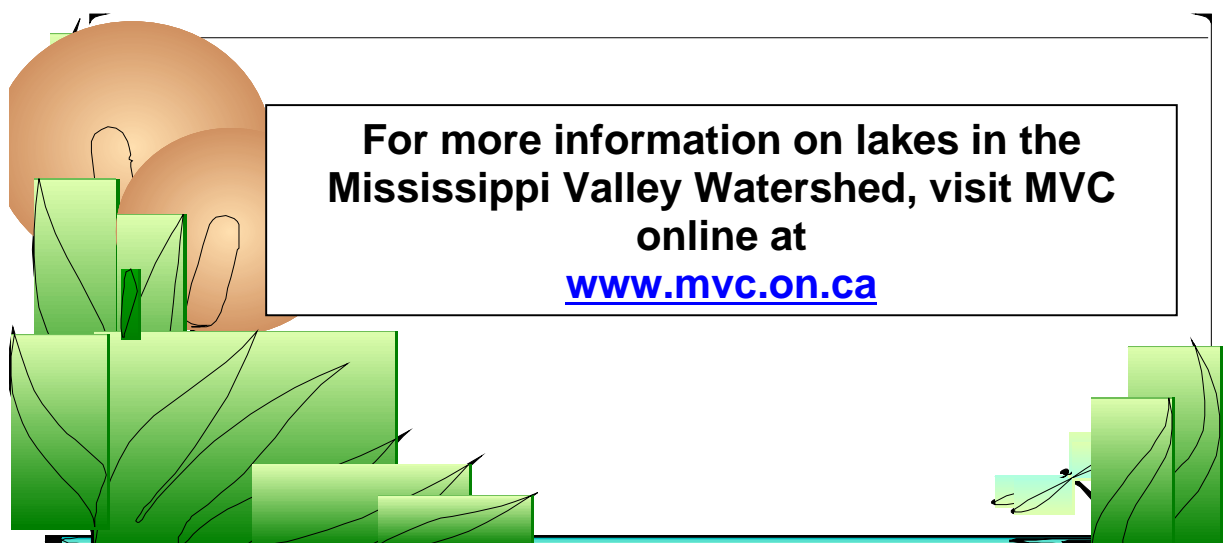 For more information on lakes in the
Mississippi Valley Watershed, visit MVC
online at
www.mvc.on.ca